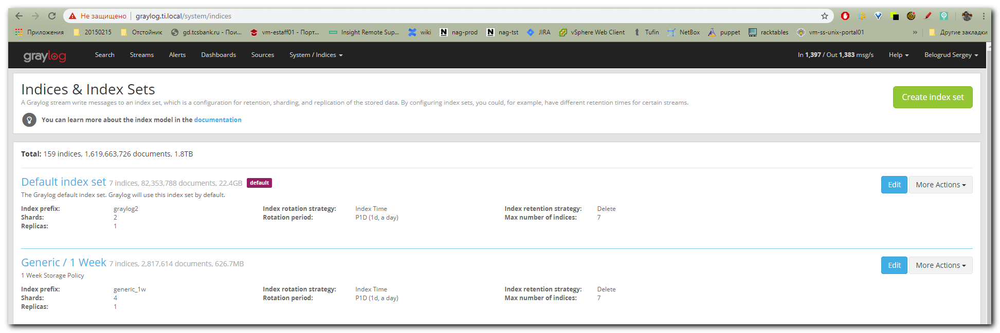 Не защищено graylog.ti.local/system/indices
Приложения 20150215 Отстойник gd.tcsbank.ru - Пои... vm-estaff01 - Порт... Insight Remote Sup... wiki nag-prod nag-tst JIRA vSphere Web Client Tufin NetBox puppet racktables vm-ss-unix-portal01 » Другие закладки
graylog Search Streams Alerts Dashboards Sources System / Indices In 1,397 / Out 1,383 msg/s Help Belogrud Sergey
Indices & Index Sets
Create index set
A Graylog stream write messages to an index set, which is a configuration for retention, sharding, and replication of the stored data. By configuring index sets, you could, for example, have different retention times for certain streams.
You can learn more about the index model in the documentation
Total: 159 indices, 1,619,663,726 documents, 1.8TB
Default index set 7 indices, 82,353,788 documents, 22.4GB default Edit More Actions
The Graylog default index set. Graylog will use this index set by default.
Index prefix: graylog2 Index rotation strategy: Index Time Index retention strategy: Delete
Shards: 2 Rotation period: P1D (1d, a day) Max number of indices: 7
Replicas: 1
Generic / 1 Week 7 indices, 2,817,614 documents, 626.7MB Edit More Actions
1 Week Storage Policy
Index prefix: generic_1w Index rotation strategy: Index Time Index retention strategy: Delete
Shards: 4 Rotation period: P1D (1d, a day) Max number of indices: 7
Replicas: 1